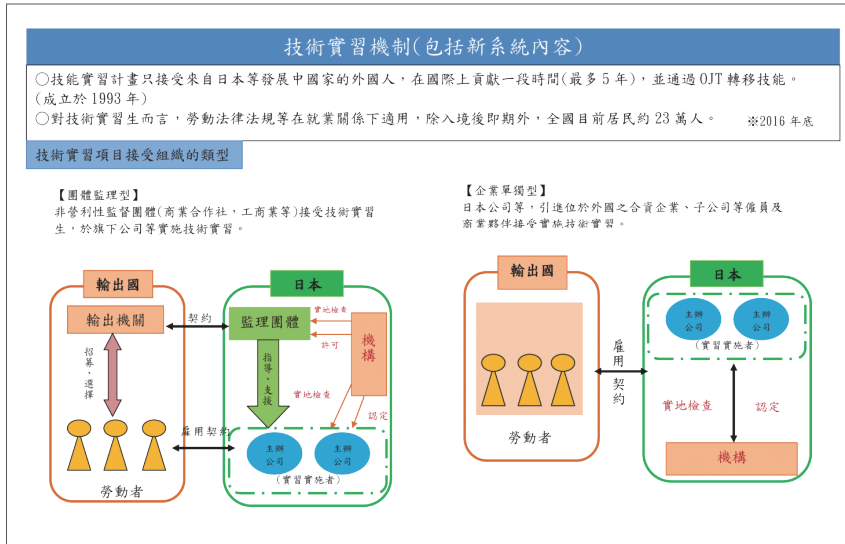 技術實習機制(包括新系統內容)
○技能實習計畫只接受來自日本等發展中國家的外國人，在國際上貢獻一段時間(最多 5 年)，並通過 OJT 轉移技能。
(成立於 1993 年)
○對技術實習生而言，勞動法律法規等在就業關係下適用，除入境後即期外，全國目前居民約 23 萬人。 ※2016 年底
技術實習項目接受組織的類型
【團體監理型】
非營利性監督團體(商業合作社，工商業等)接受技術實習
生，於旗下公司等實施技術實習。
輸出國
日本
輸出機關
契約
監理團體
實地檢查
許可
機構
招募、選擇
指導、支援
實地檢查
認定
雇用契約
主辦
公司
主辦
公司
(實習實施者)
勞動者
【企業單獨型】
日本公司等，引進位於外國之合資企業、子公司等僱員及
商業夥伴接受實施技術實習。
輸出國
日本
主辦
公司
主辦
公司
(實習實施者)
雇用
契約
實地檢查
認定
勞動者
機構